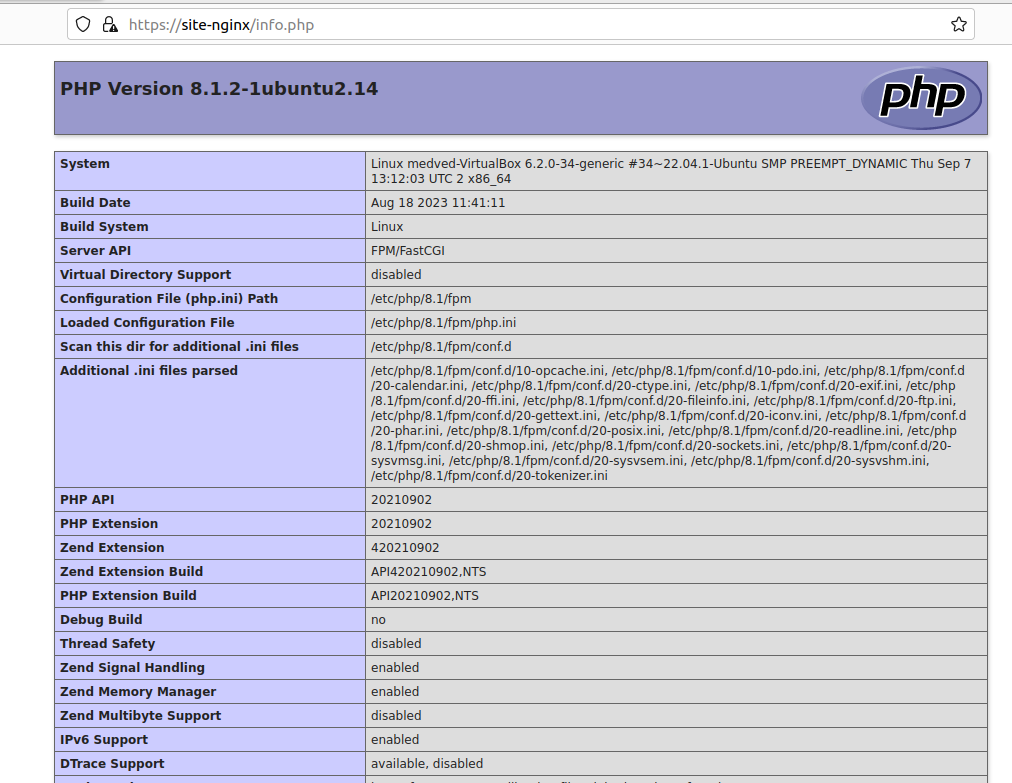 https://site-nginx/info.php
PHP Version 8.1.2-1ubuntu2.14
php
System
Linux medved-VirtualBox 6.2.0-34-generic #34~22.04.1-Ubuntu SMP PREEMPT_DYNAMIC Thu Sep 7
13:12:03 UTC 2 x86_64
Build Date
Aug 18 2023 11:41:11
Build System
Linux
Server API
FPM/FastCGI
Virtual Directory Support
disabled
Configuration File (php.ini) Path
/etc/php/8.1/fpm
Loaded Configuration File
/etc/php/8.1/fpm/php.ini
Scan this dir for additional .ini files
/etc/php/8.1/fpm/conf.d
Additional .ini files parsed
/etc/php/8.1/fpm/conf.d/10-opcache.ini, /etc/php/8.1/fpm/conf.d/10-pdo.ini, /etc/php/8.1/fpm/conf.d
/20-calendar.ini, /etc/php/8.1/fpm/conf.d/20-ctype.ini, /etc/php/8.1/fpm/conf.d/20-exif.ini, /etc/php
/8.1/fpm/conf.d/20-ffi.ini, /etc/php/8.1/fpm/conf.d/20-fileinfo.ini, /etc/php/8.1/fpm/conf.d/20-ftp.ini,
/etc/php/8.1/fpm/conf.d/20-gettext.ini, /etc/php/8.1/fpm/conf.d/20-iconv.ini, /etc/php/8.1/fpm/conf.d
/20-phar.ini, /etc/php/8.1/fpm/conf.d/20-posix.ini, /etc/php/8.1/fpm/conf.d/20-readline.ini, /etc/php
/8.1/fpm/conf.d/20-shmop.ini, /etc/php/8.1/fpm/conf.d/20-sockets.ini, /etc/php/8.1/fpm/conf.d/20-
sysvmsg.ini, /etc/php/8.1/fpm/conf.d/20-sysvsem.ini, /etc/php/8.1/fpm/conf.d/20-sysvshm.ini,
/etc/php/8.1/fpm/conf.d/20-tokenizer.ini
PHP API
20210902
PHP Extension
20210902
Zend Extension
420210902
Zend Extension Build
API420210902,NTS
PHP Extension Build
API20210902,NTS
Debug Build
no
Thread Safety
disabled
Zend Signal Handling
enabled
Zend Memory Manager
enabled
Zend Multibyte Support
disabled
IPv6 Support
enabled
DTrace Support
available, disabled